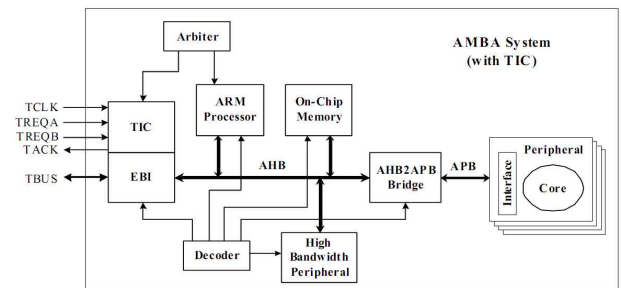 Arbiter
AMBA System
(with TIC)
TCLK
TREQA
TREQB
TACK
TBUS
TIC
EBI
ARM
Processor
On-Chip
Memory
AHB
AHB2APB
Bridge
APB
Peripheral
Interface
Core
Decoder
High
Bandwidth
Peripheral